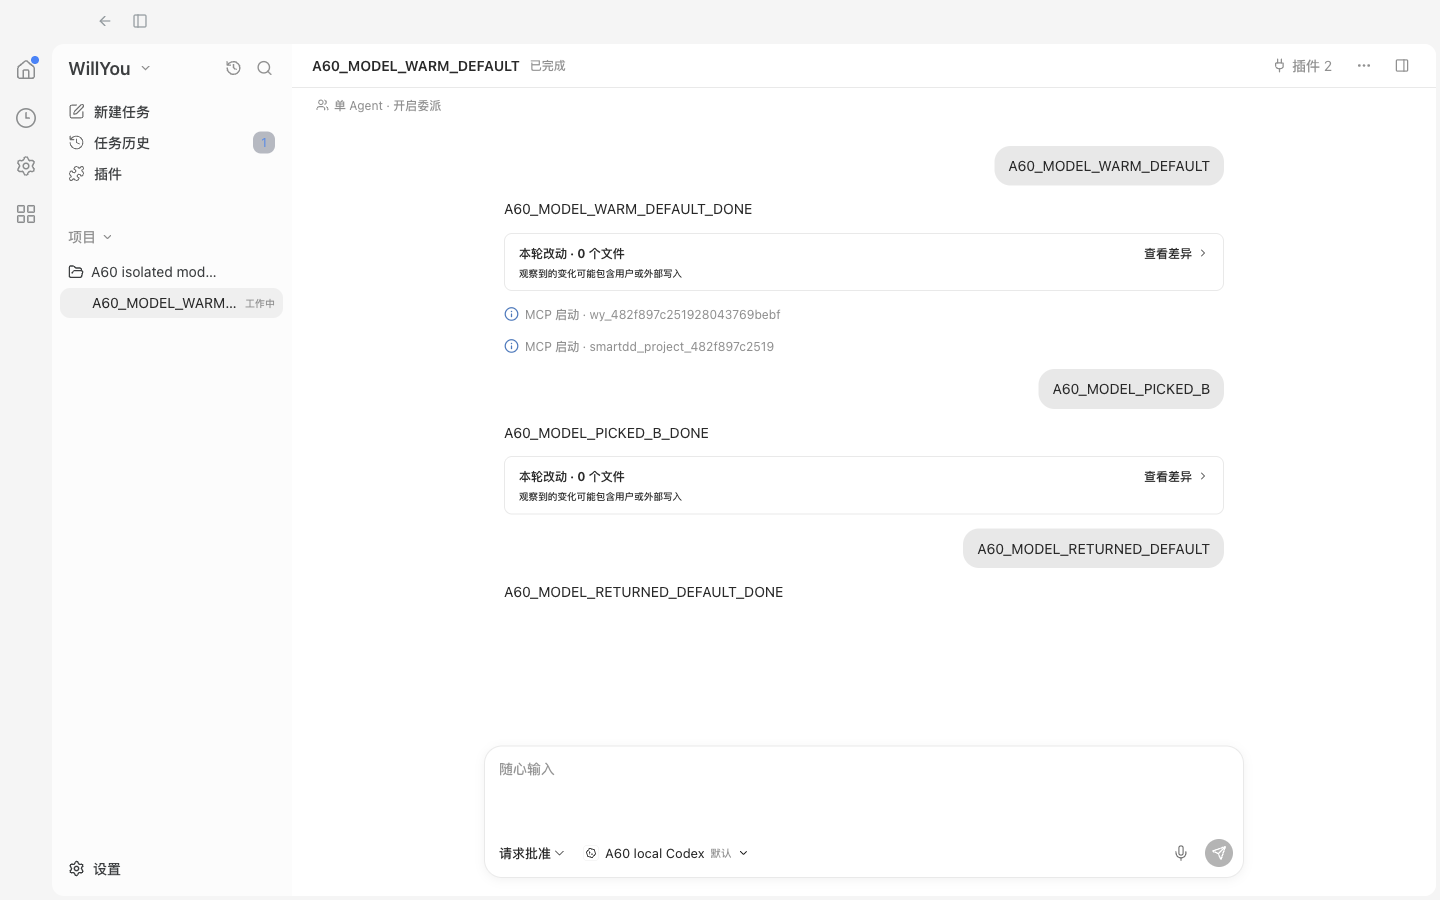 WillYou
新建任务
任务历史
1
插件
项目
A60 isolated mod...
A60_MODEL_WARM... 工作中
设置
A60_MODEL_WARM_DEFAULT 已完成
插件 2
单 Agent · 开启委派
A60_MODEL_WARM_DEFAULT
A60_MODEL_WARM_DEFAULT_DONE
本轮改动 · 0 个文件 查看差异
观察到的变化可能包含用户或外部写入
MCP 启动 · wy_482f897c251928043769bebf
MCP 启动 · smartdd_project_482f897c2519
A60_MODEL_PICKED_B
A60_MODEL_PICKED_B_DONE
本轮改动 · 0 个文件 查看差异
观察到的变化可能包含用户或外部写入
A60_MODEL_RETURNED_DEFAULT
A60_MODEL_RETURNED_DEFAULT_DONE
随心输入
请求批准 A60 local Codex 默认